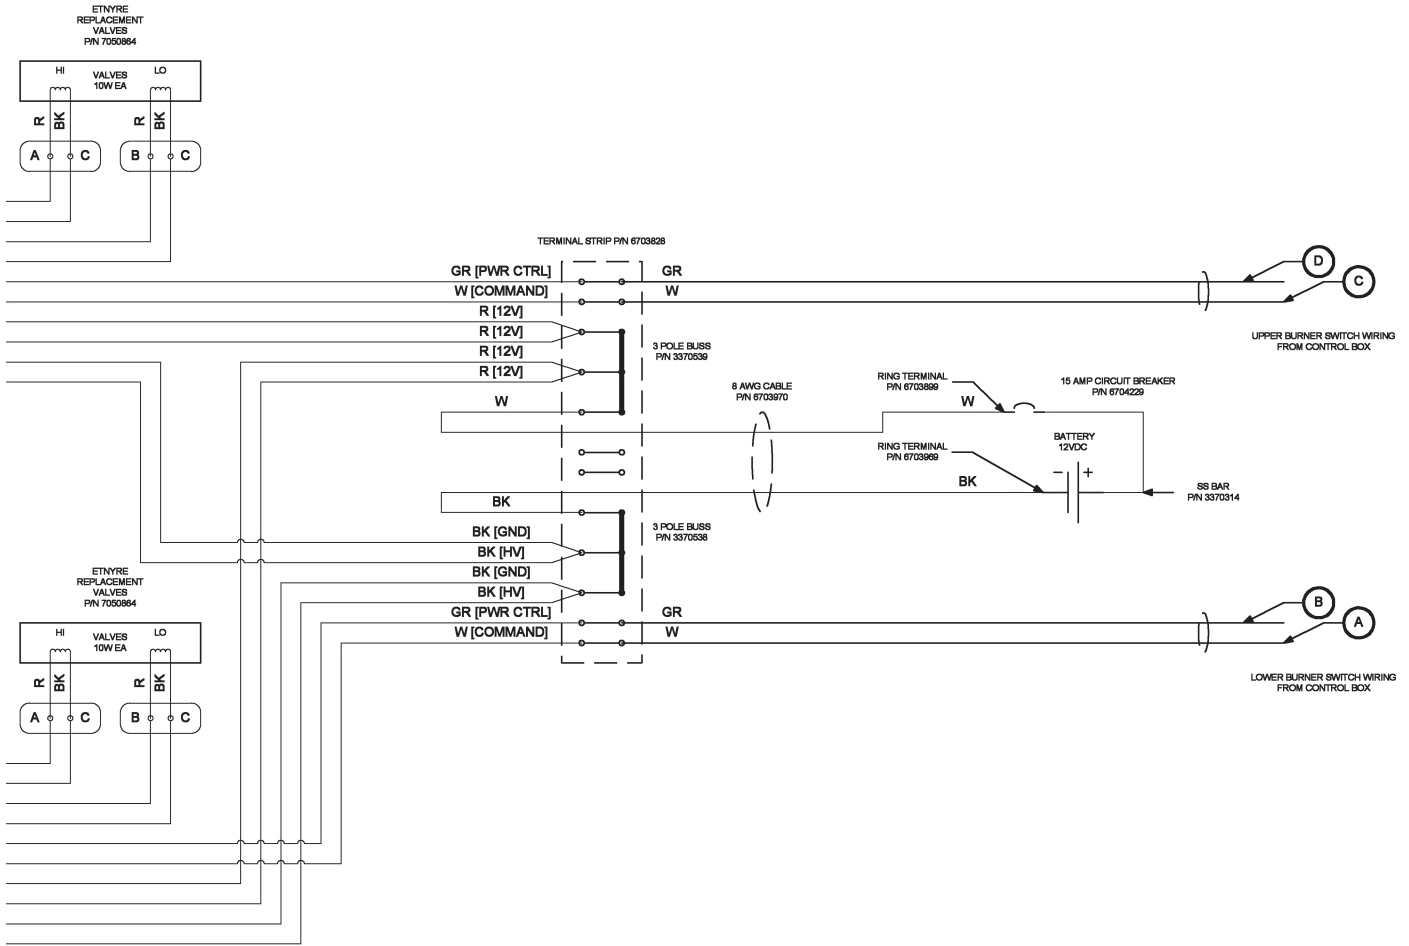 ETNYRE
REPLACEMENT
VALVES
P/N 7050864
HI
VALVES
10W EA
LO
R
BK
R
BK
A
C
B
C
TERMINAL STRIP P/N 6703828
GR [PWR CTRL]
GR
W [COMMAND]
W
R [12V]
R [12V]
R [12V]
R [12V]
W
3 POLE BUSS
P/N 3370539
8 AWG CABLE
P/N 6703970
RING TERMINAL
P/N 6703899
W
15 AMP CIRCUIT BREAKER
P/N 6704229
D
C
UPPER BURNER SWITCH WIRING
FROM CONTROL BOX
RING TERMINAL
P/N 6703969
BK
BATTERY
12VDC
- +
SS BAR
P/N 3370314
BK
BK [GND]
BK [HV]
BK [GND]
BK [HV]
3 POLE BUSS
P/N 3370538
GR [PWR CTRL]
GR
W [COMMAND]
W
B
A
LOWER BURNER SWITCH WIRING
FROM CONTROL BOX
ETNYRE
REPLACEMENT
VALVES
P/N 7050864
HI
VALVES
10W EA
LO
R
BK
R
BK
A
C
B
C